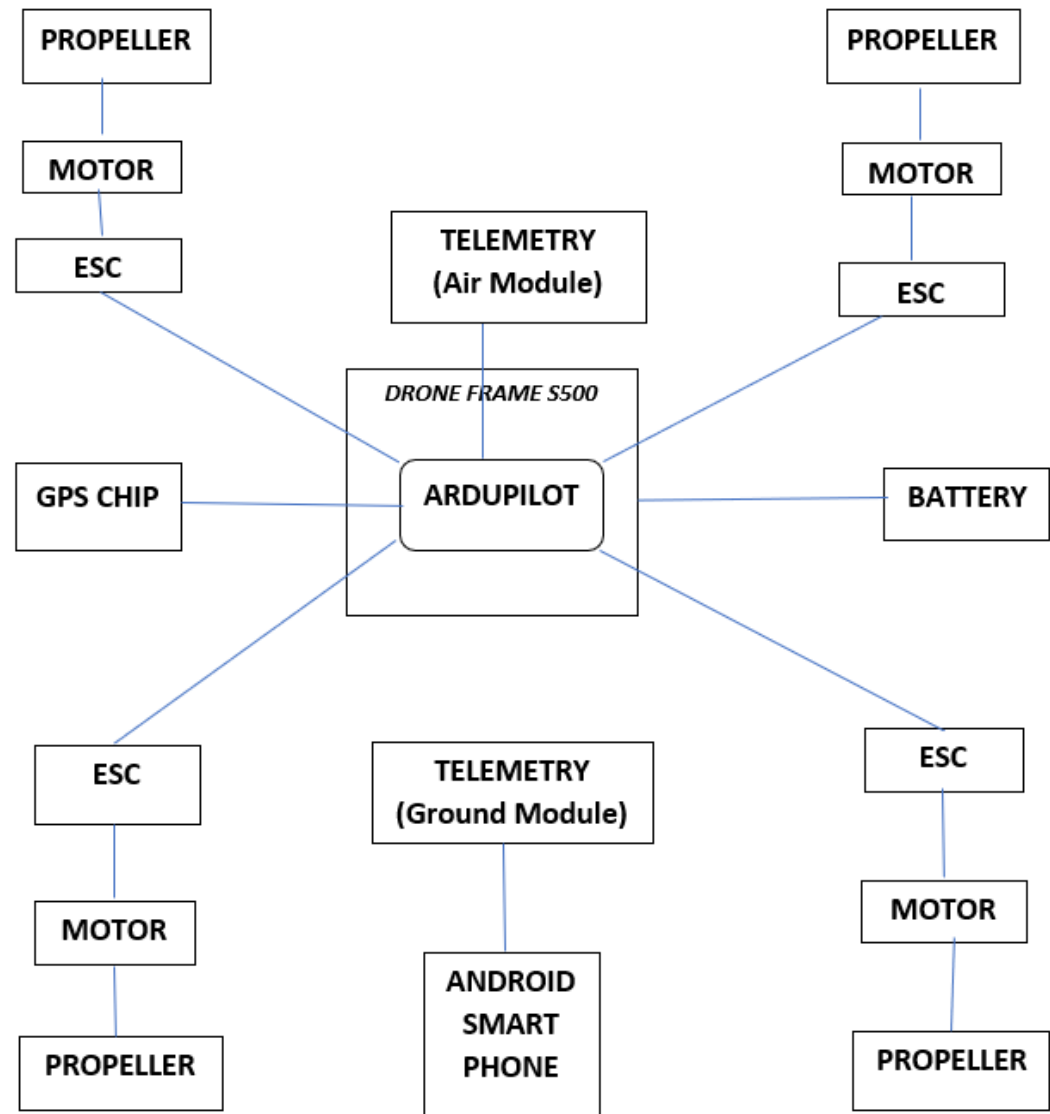 PROPELLER
PROPELLER
MOTOR
MOTOR
TELEMETRY
(Air Module)
ESC
ESC
DRONE FRAME S500
GPS CHIP
ARDUPILOT
BATTERY
ESC
TELEMETRY
(Ground Module)
ESC
MOTOR
MOTOR
ANDROID
SMART
PHONE
PROPELLER
PROPELLER